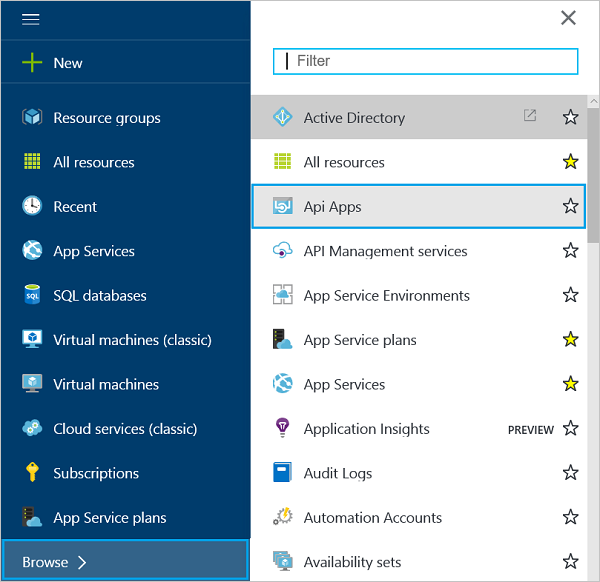 New
Resource groups
All resources
Recent
App Services
SQL databases
Virtual machines (classic)
Virtual machines
Cloud services (classic)
Subscriptions
App Service plans
Browse
Filter
Active Directory
All resources
Api Apps
API Management services
App Service Environments
App Service plans
App Services
Application Insights PREVIEW
Audit Logs
Automation Accounts
Availability sets